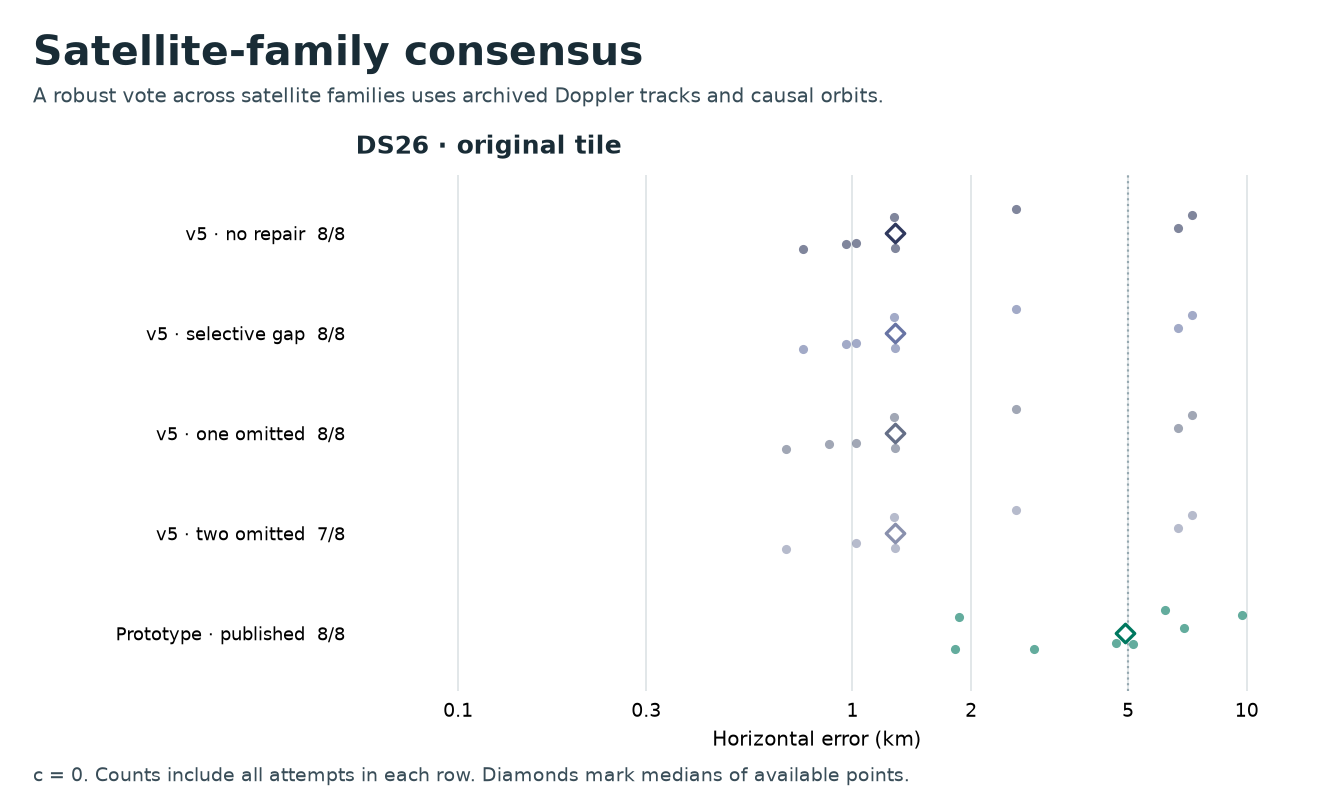 Satellite-family consensus
A robust vote across satellite families uses archived Doppler tracks and causal orbits.
DS26 · original tile
v5 · no repair 8/8
v5 · selective gap 8/8
v5 · one omitted 8/8
v5 · two omitted 7/8
Prototype · published 8/8
0.1 0.3 1 2 5 10
Horizontal error (km)
c = 0. Counts include all attempts in each row. Diamonds mark medians of available points.